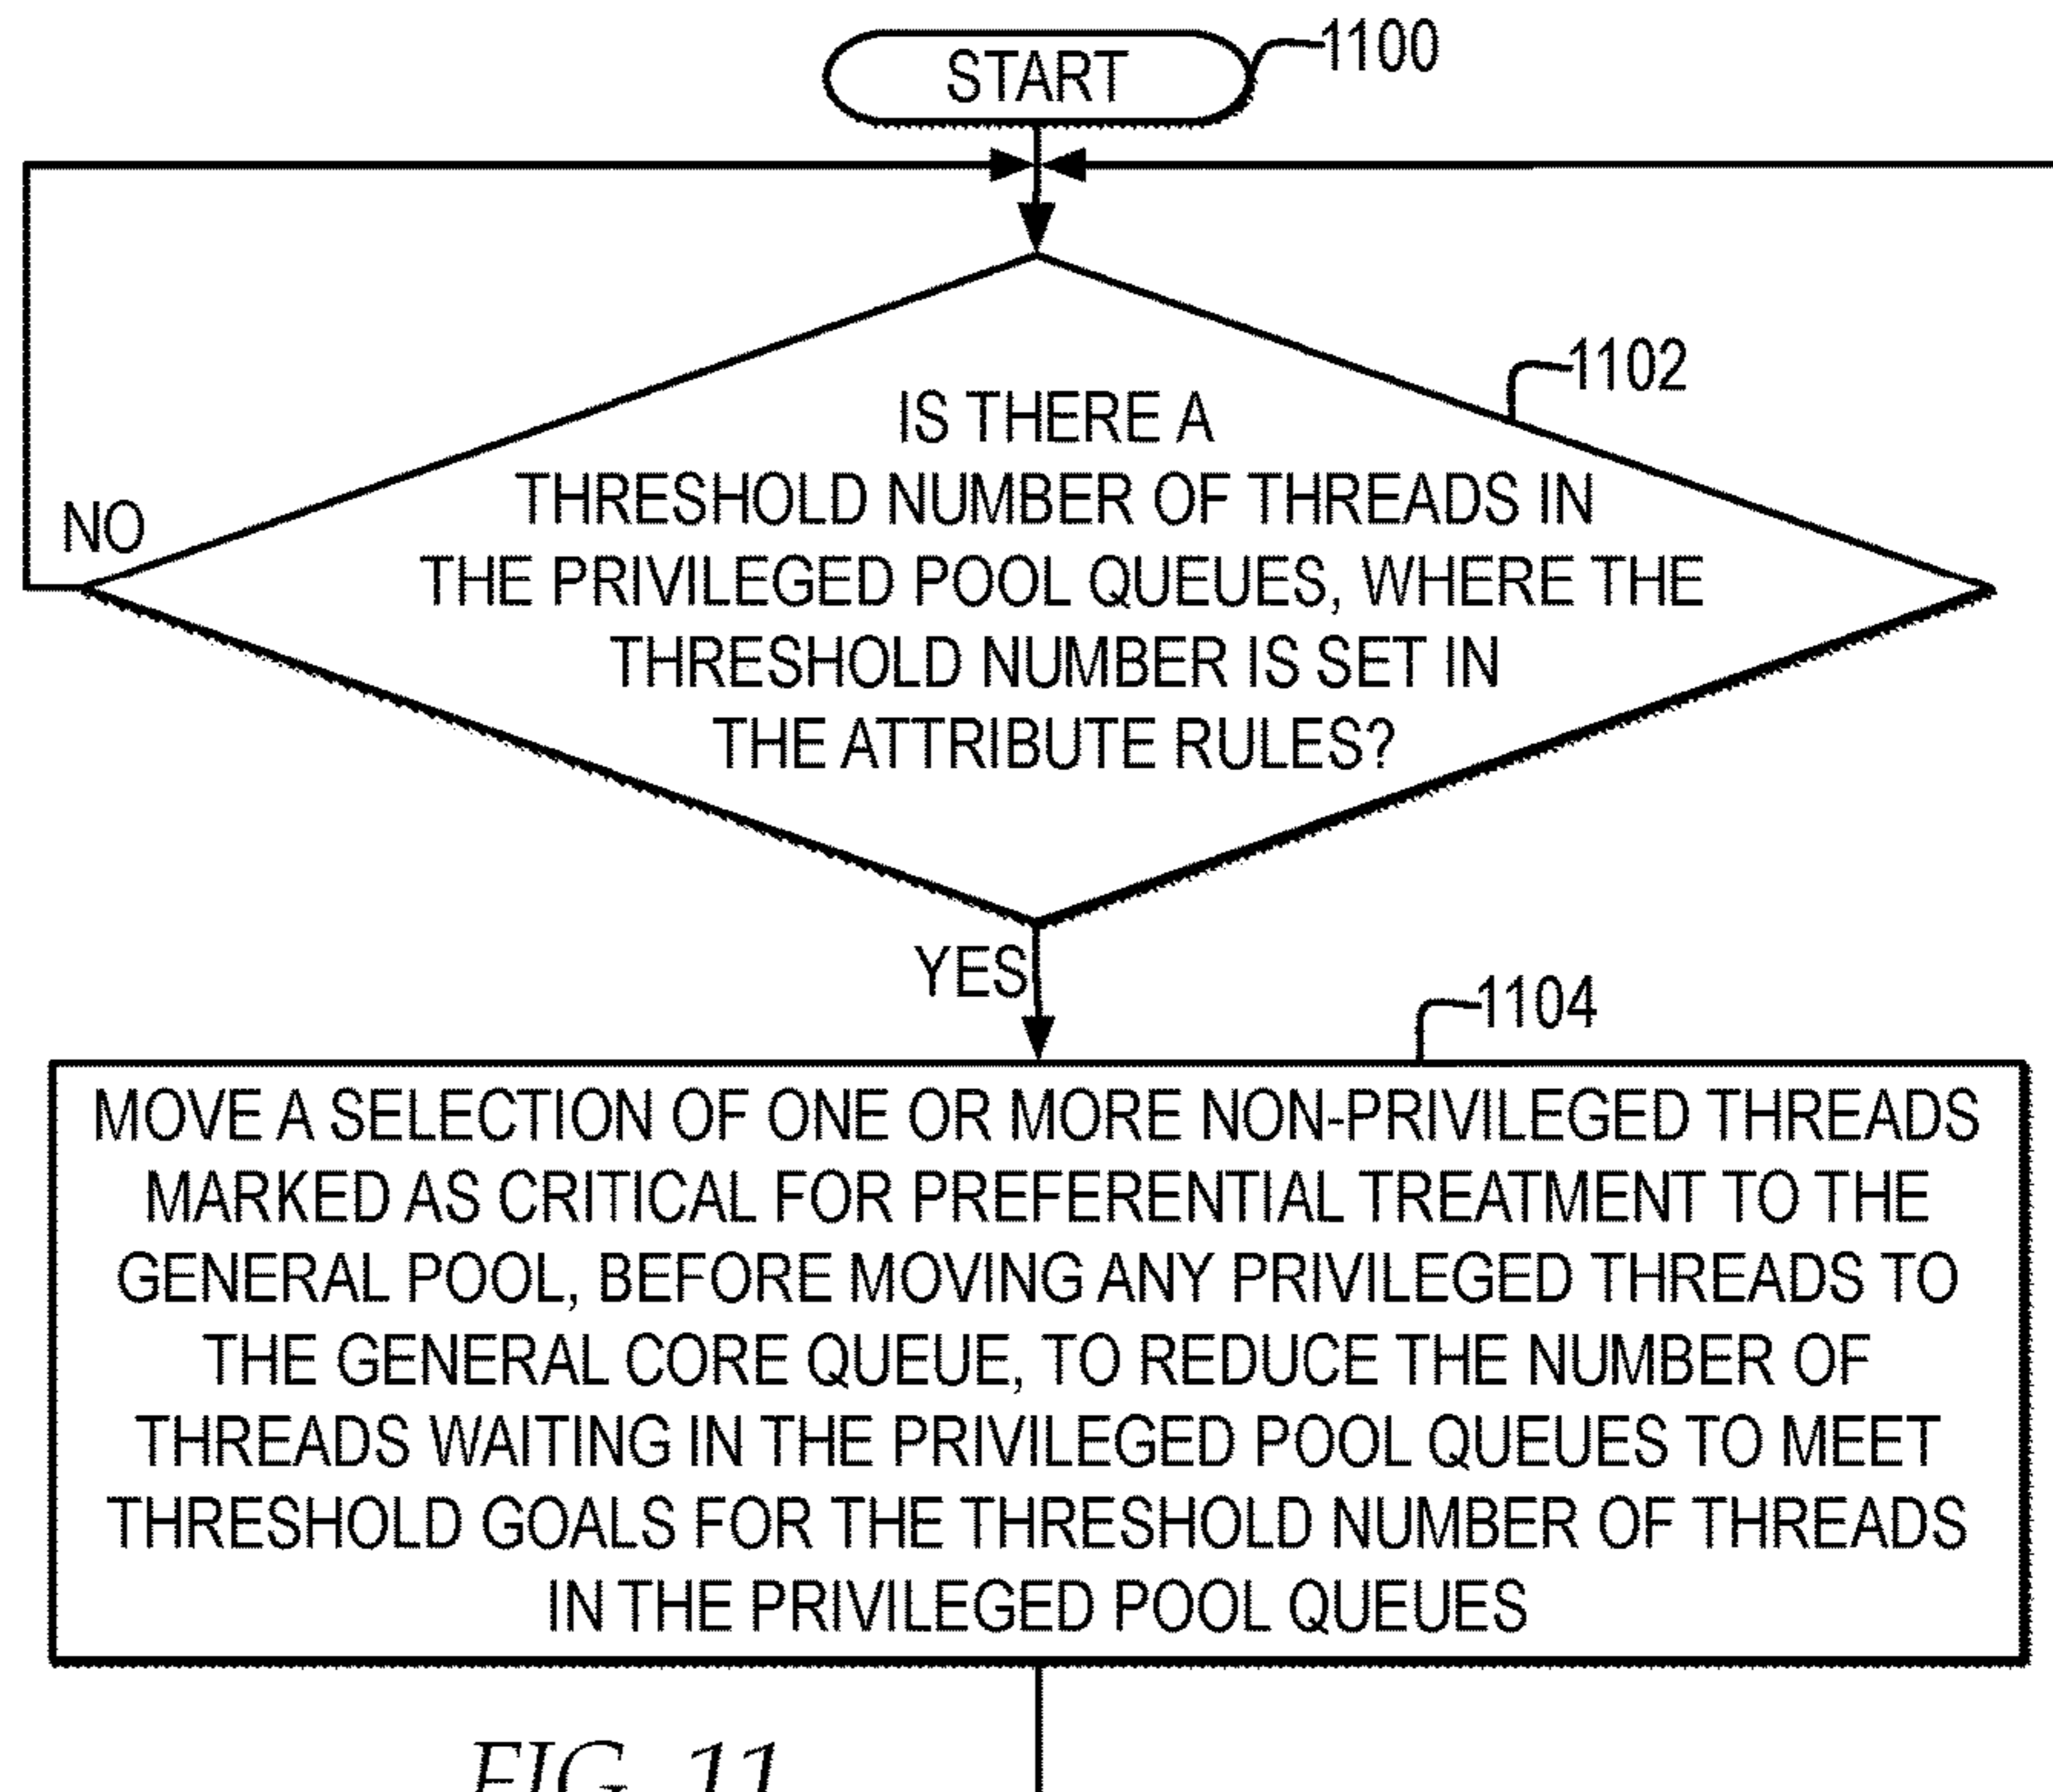 START
1100
1102
IS THERE A
THRESHOLD NUMBER OF THREADS IN
THE PRIVILEGED POOL QUEUES, WHERE THE
THRESHOLD NUMBER IS SET IN
THE ATTRIBUTE RULES?
NO
YES
1104
MOVE A SELECTION OF ONE OR MORE NON-PRIVILEGED THREADS
MARKED AS CRITICAL FOR PREFERENTIAL TREATMENT TO THE
GENERAL POOL, BEFORE MOVING ANY PRIVILEGED THREADS TO
THE GENERAL CORE QUEUE, TO REDUCE THE NUMBER OF
THREADS WAITING IN THE PRIVILEGED POOL QUEUES TO MEET
THRESHOLD GOALS FOR THE THRESHOLD NUMBER OF THREADS
IN THE PRIVILEGED POOL QUEUES
FIG. 11